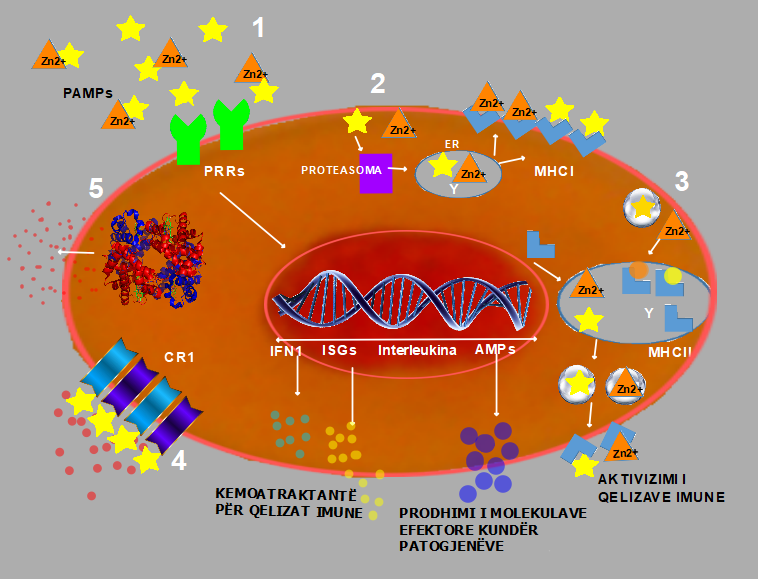 1
Zn2+
Zn2+
Zn2+
Zn2+
PAMPs
PRRs
2
Zn2+
PROTEASOMA
ER
Zn2+
Y
Zn2+
Zn2+
MHCI
3
Zn2+
Zn2+
Y
MHCII
Zn2+
Zn2+
AKTIVIZIMI I
QELIZAVE IMUNE
5
CR1
4
IFN1
ISGs
Interleukina
AMPs
KEMOATRAKTANTË
PËR QELIZAT IMUNE
PRODHIMI I MOLEKULAVE
EFEKTORE KUNDËR
PATOGJENËVE